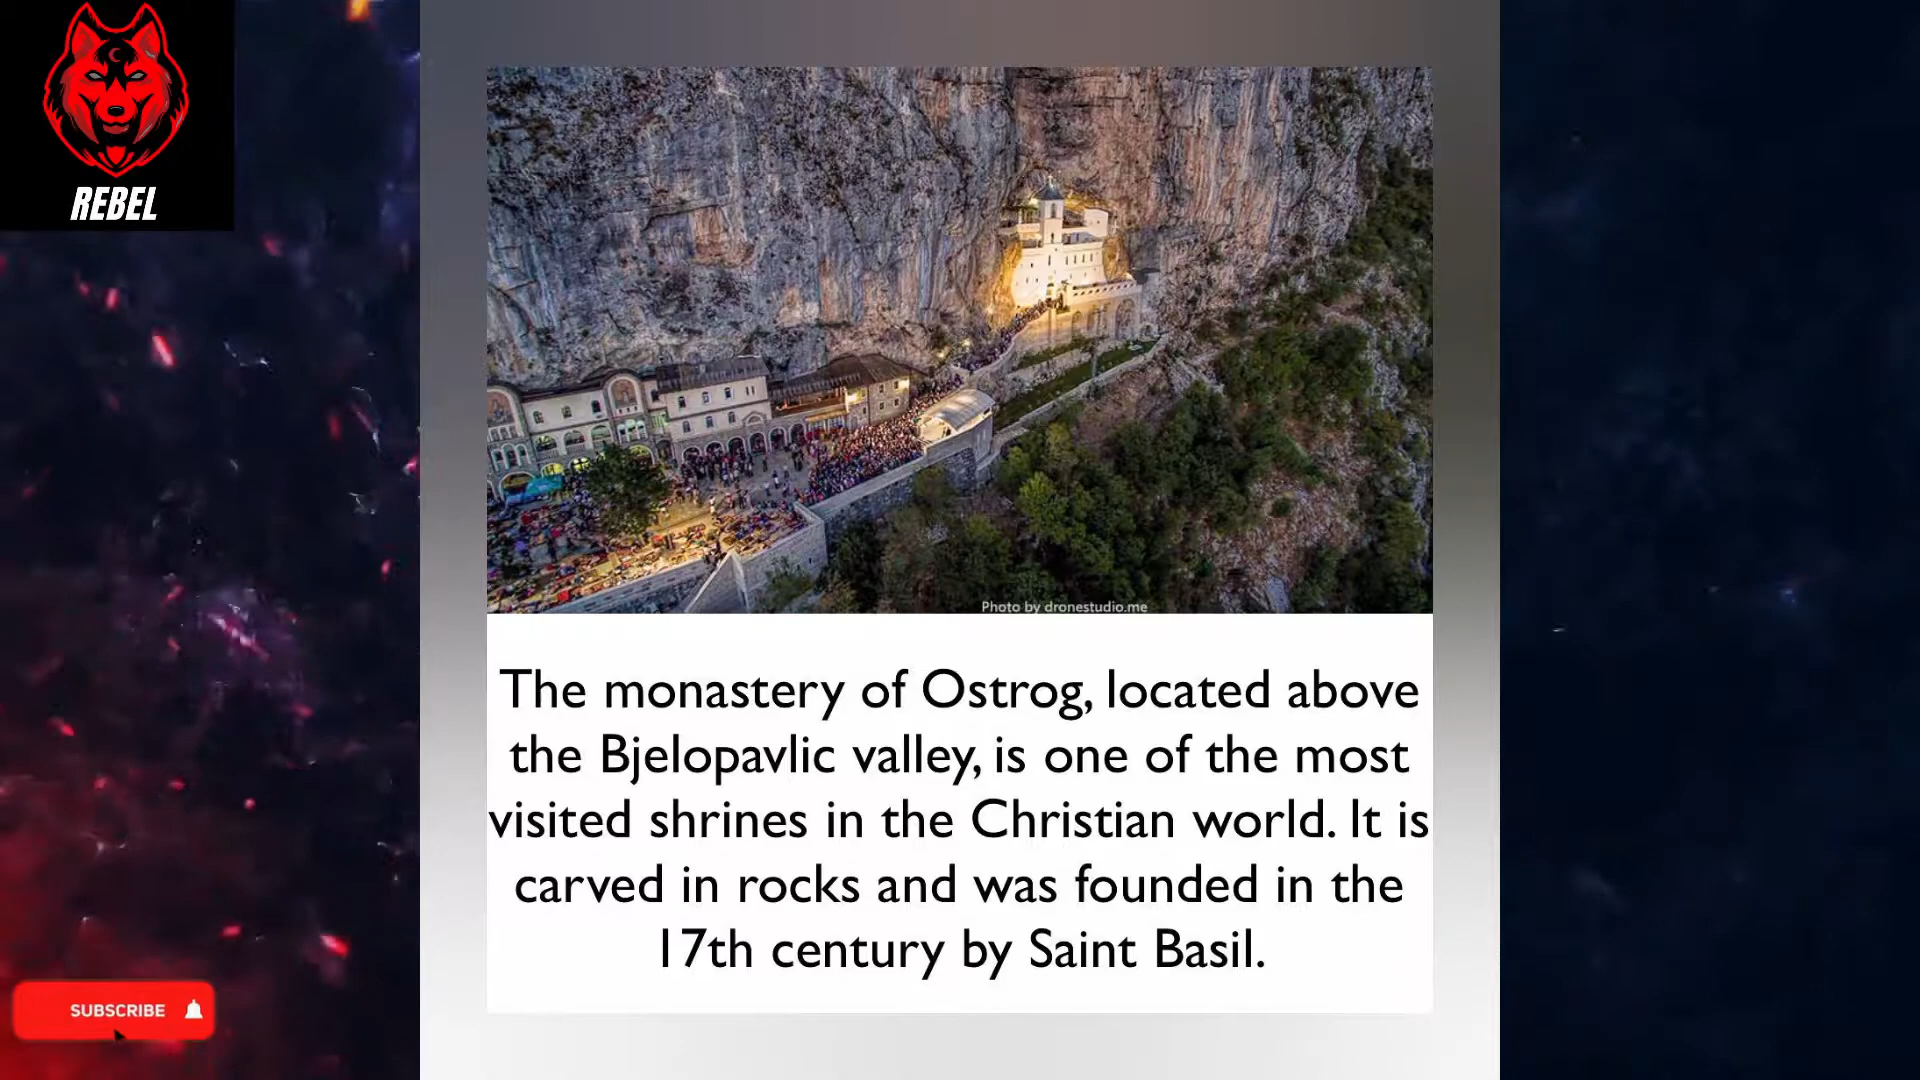 REBEL
Photo by dronestudio.me
The monastery of Ostrog, located above
the Bjelopavlic valley, is one of the most
visited shrines in the Christian world. It is
carved in rocks and was founded in the
17th century by Saint Basil.
SUBSCRIBE